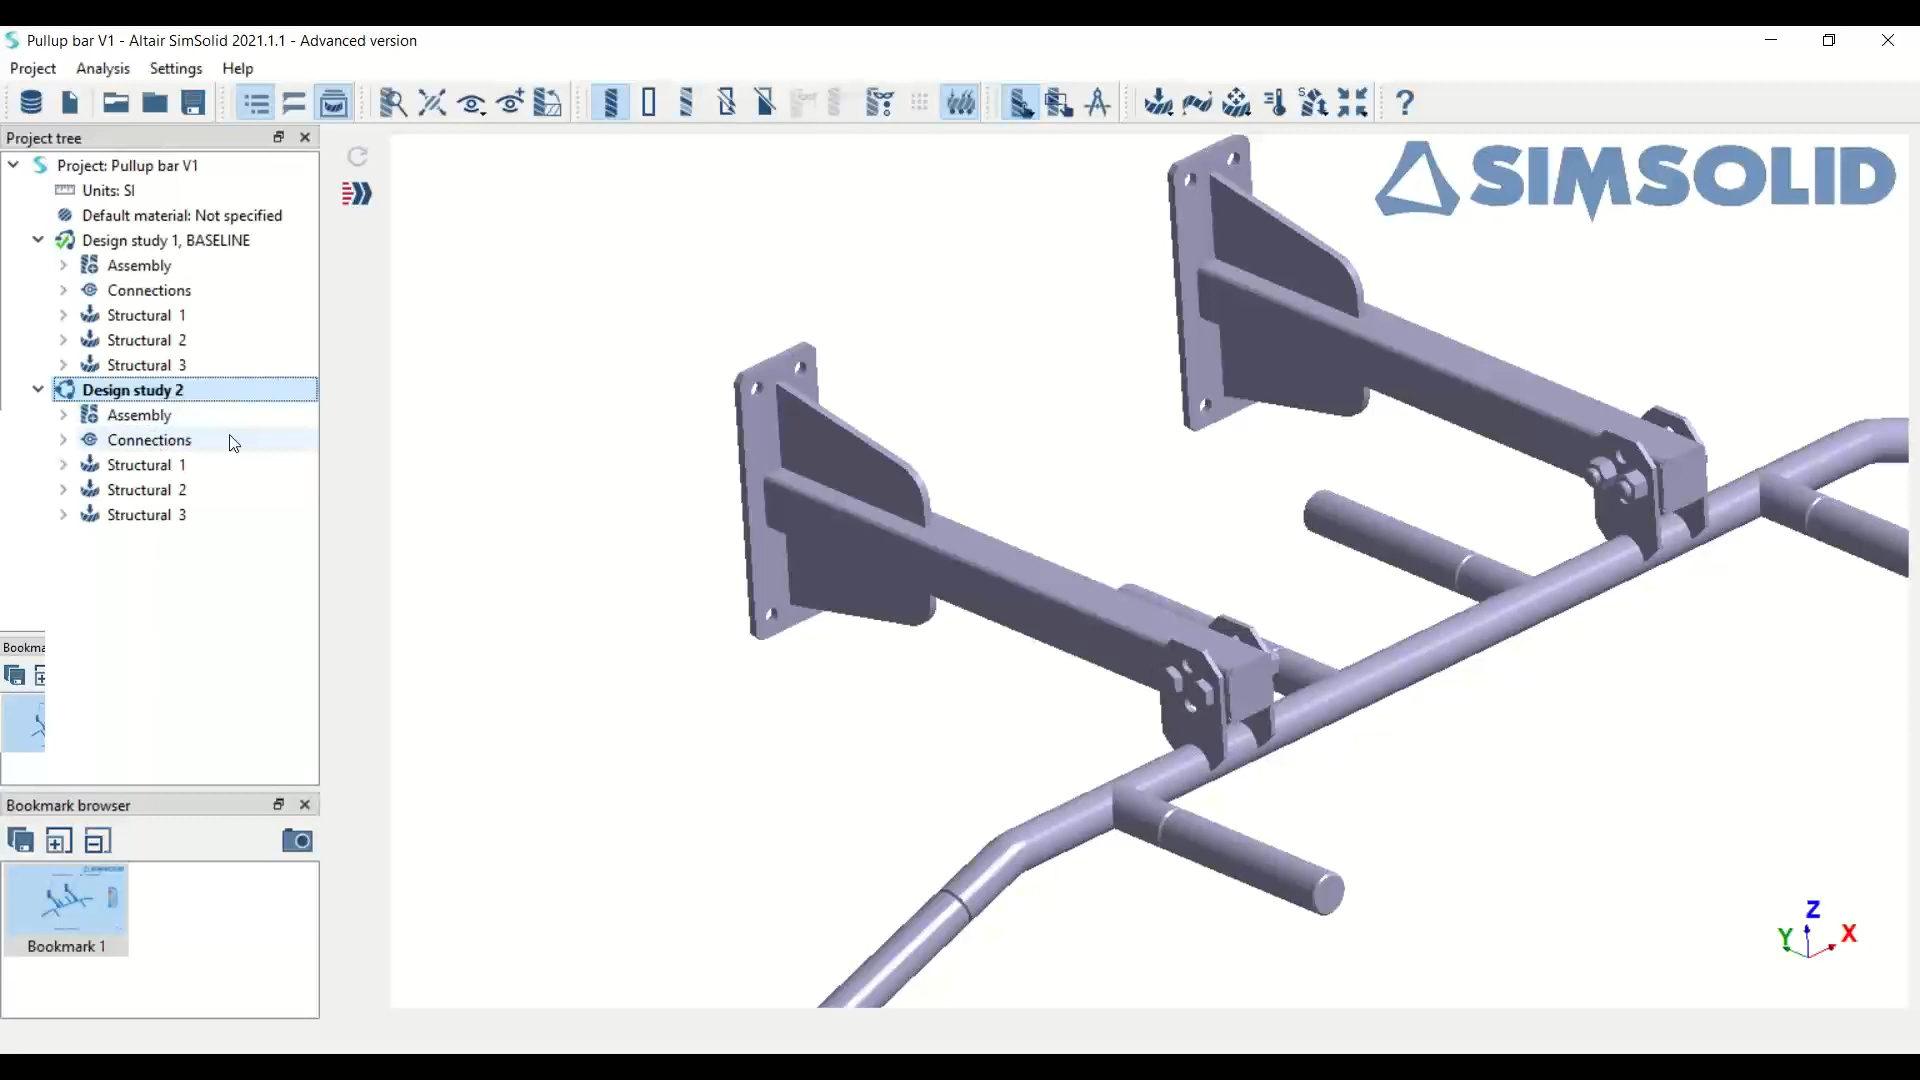 Pullup bar V1 - Altair SimSolid 2021.1.1 - Advanced version
Project Analysis Settings Help
Project tree
Project: Pullup bar V1
Units: SI
Default material: Not specified
Design study 1, BASELINE
Assembly
Connections
Structural 1
Structural 2
Structural 3
Design study 2
Assembly
Connections
Structural 1
Structural 2
Structural 3
Bookma
Bookmark browser
Bookmark 1
SIMSOLID
Z
Y
X